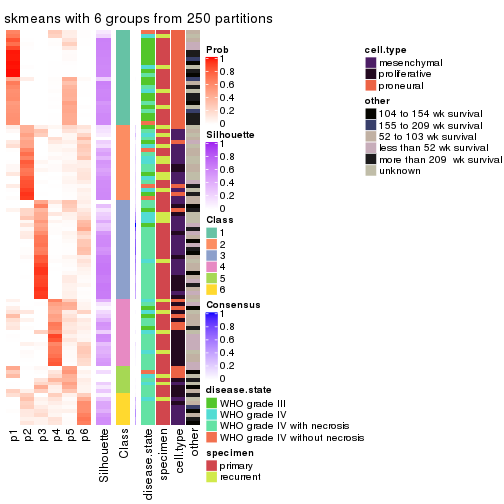 skmeans with 6 groups from 250 partitions
Prob
1
0.8
0.6
0.4
0.2
0
Silhouette
1
0.8
0.6
0.4
0.2
0
Class
1
2
3
4
5
6
Consensus
1
0.8
0.6
0.4
0.2
0
disease.state
WHO grade III
WHO grade IV
WHO grade IV with necrosis
WHO grade IV without necrosis
specimen
primary
recurrent
cell.type
mesenchymal
proliferative
proneural
other
104 to 154 wk survival
155 to 209 wk survival
52 to 103 wk survival
less than 52 wk survival
more than 209  wk survival
unknown
p1
p2
p3
p4
p5
p6
Silhouette
Class
disease.state
specimen
cell.type
other